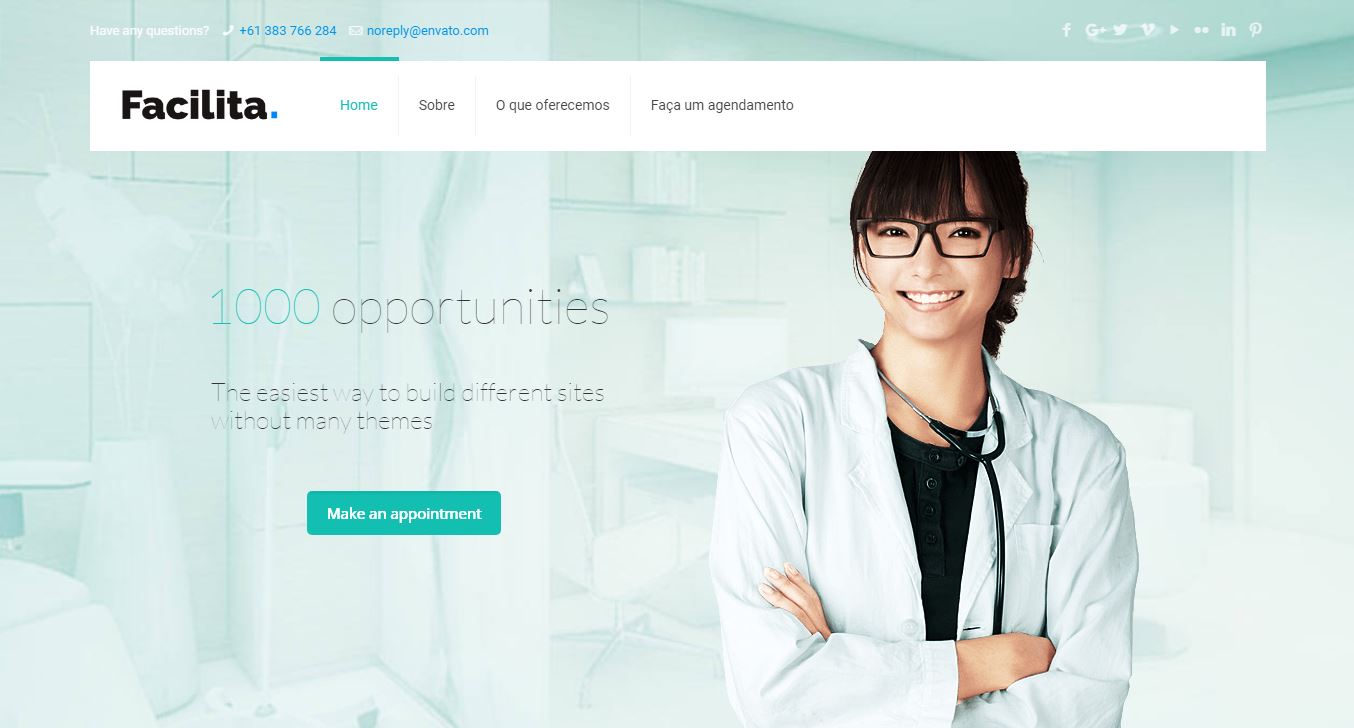 Have any questions? +61 383 766 284 noreply@envato.com
Facilita.
Home Sobre O que oferecemos Faça um agendamento
1000 opportunities
The easiest way to build different sites
without many themes
Make an appointment